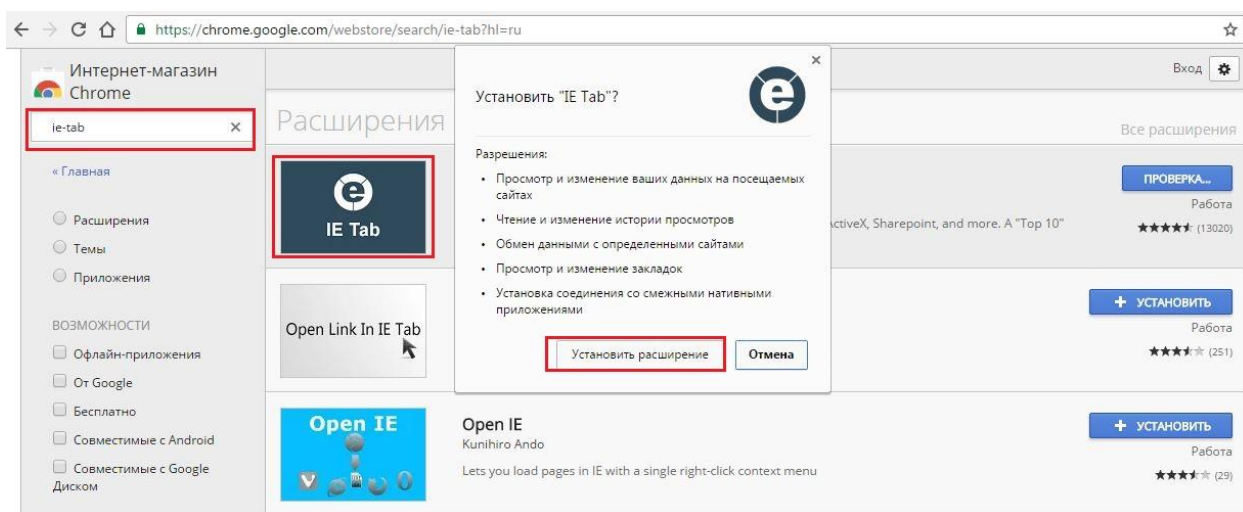 https://chrome.google.com/webstore/search/ie-tab?hl=ru
Интернет-магазин
Chrome
Вход
ie-tab
Расширения
Все расширения
« Главная
Расширения
Темы
Приложения
ВОЗМОЖНОСТИ
Офлайн-приложения
От Google
Бесплатно
Совместимые с Android
Совместимые с Google
Диском
e
IE Tab
ActiveX, Sharepoint, and more. A "Top 10"
ПРОВЕРКА...
Работа
(13020)
Open Link In IE Tab
+ УСТАНОВИТЬ
Работа
(251)
Open IE
Open IE
Kunihiro Ando
Lets you load pages in IE with a single right-click context menu
+ УСТАНОВИТЬ
Работа
(29)
Установить "IE Tab"?
e
Разрешения:
• Просмотр и изменение ваших данных на посещаемых
сайтах
• Чтение и изменение истории просмотров
• Обмен данными с определенными сайтами
• Просмотр и изменение закладок
• Установка соединения со смежными нативными
приложениями
Установить расширение
Отмена